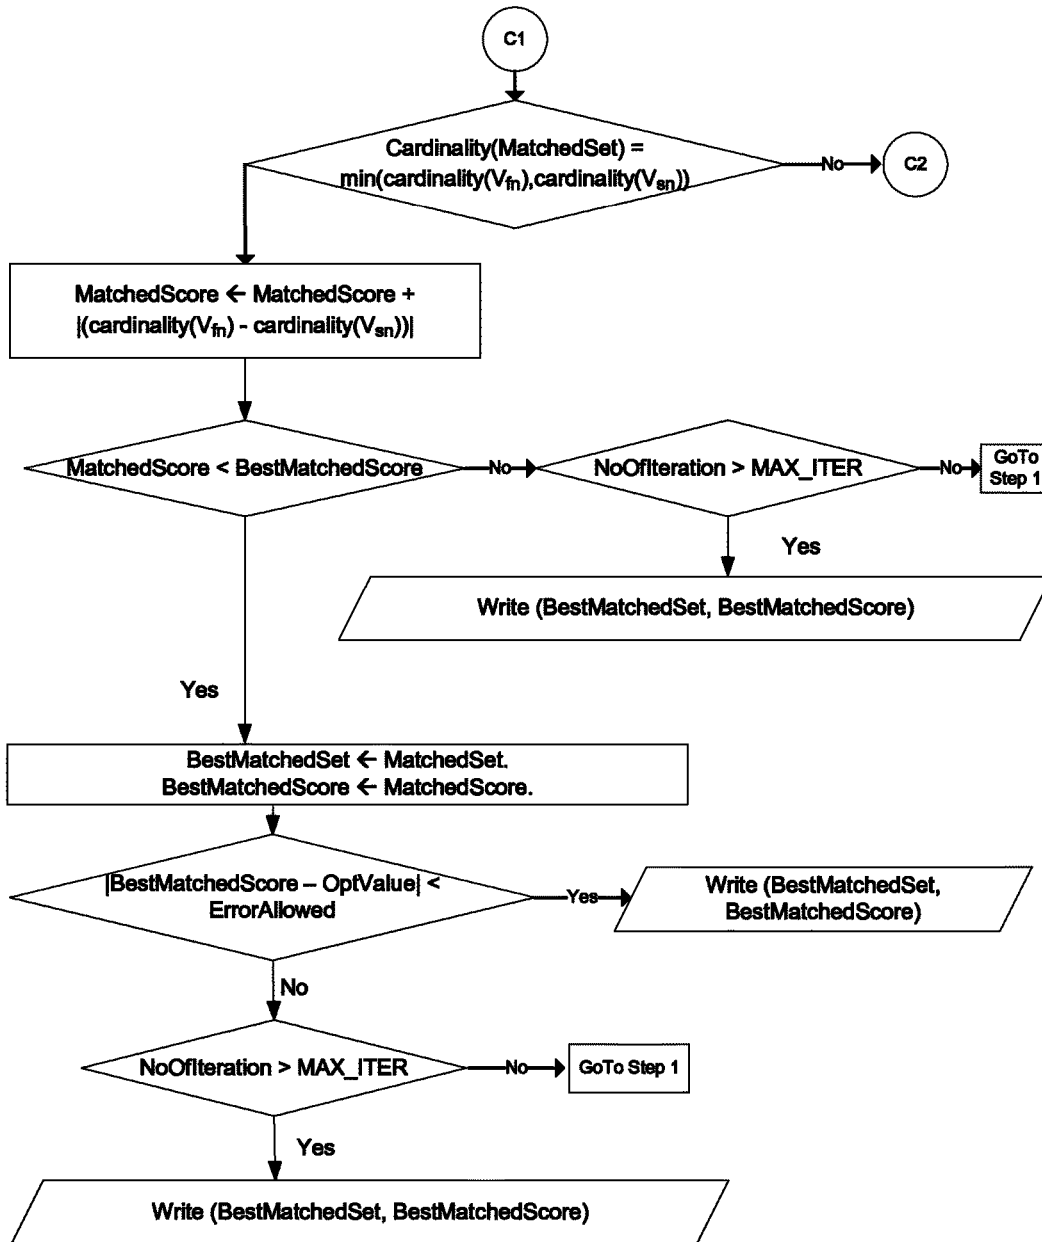 C1
Cardinality(MatchedSet) =
min(cardinality(Vfn),cardinality(Vsn))
No
C2
MatchedScore ← MatchedScore +
|(cardinality(Vfn) - cardinality(Vsn))|
MatchedScore < BestMatchedScore
No
NoOfIteration > MAX_ITER
No
GoTo
Step 1
Yes
Write (BestMatchedSet, BestMatchedScore)
Yes
BestMatchedSet ← MatchedSet.
BestMatchedScore ← MatchedScore.
|BestMatchedScore – OptValue| <
ErrorAllowed
Yes
Write (BestMatchedSet,
BestMatchedScore)
No
NoOfIteration > MAX_ITER
No
GoTo Step 1
Yes
Write (BestMatchedSet, BestMatchedScore)